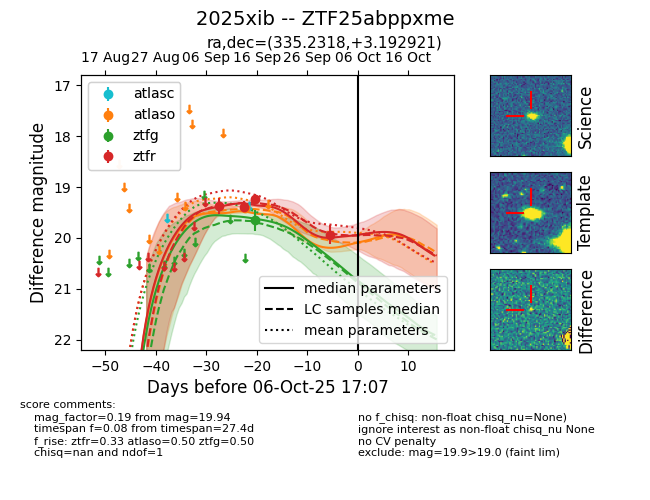 2025xib -- ZTF25abppxme
ra,dec=(335.2318,+3.192921)
17 Aug 27 Aug 06 Sep 16 Sep 26 Sep 06 Oct 16 Oct
17
18
19
20
21
22
Difference magnitude
atlasc
atlaso
ztfg
ztfr
median parameters
LC samples median
mean parameters
−50 −40 −30 −20 −10 0 10
Days before 06-Oct-25 17:07
Science
Template
Difference
score comments:
mag_factor=0.19 from mag=19.94
timespan f=0.08 from timespan=27.4d
f_rise: ztfr=0.33 atlaso=0.50 ztfg=0.50
chisq=nan and ndof=1
no f_chisq: non-float chisq_nu=None)
ignore interest as non-float chisq_nu None
no CV penalty
exclude: mag=19.9>19.0 (faint lim)